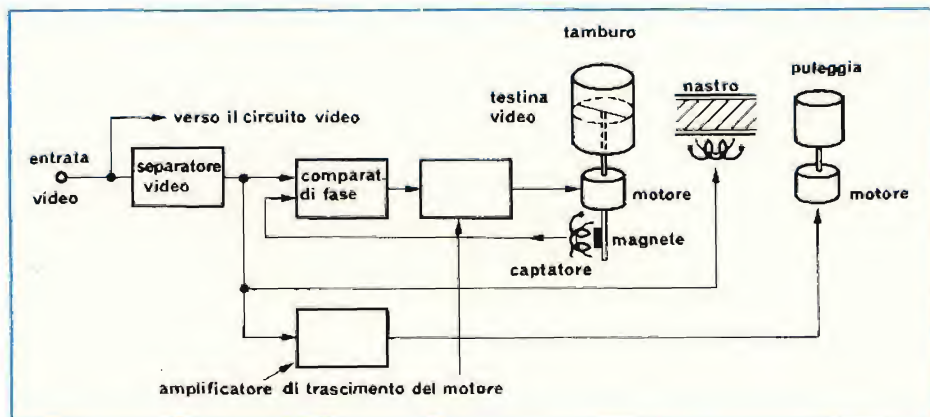 tamburo
puleggia
nastro
testina
video
verso il circuito video
entrata
video
separatore
video
comparat.
di fase
motore
motore
magnete
captatore
amplificatore di trascimento del motore